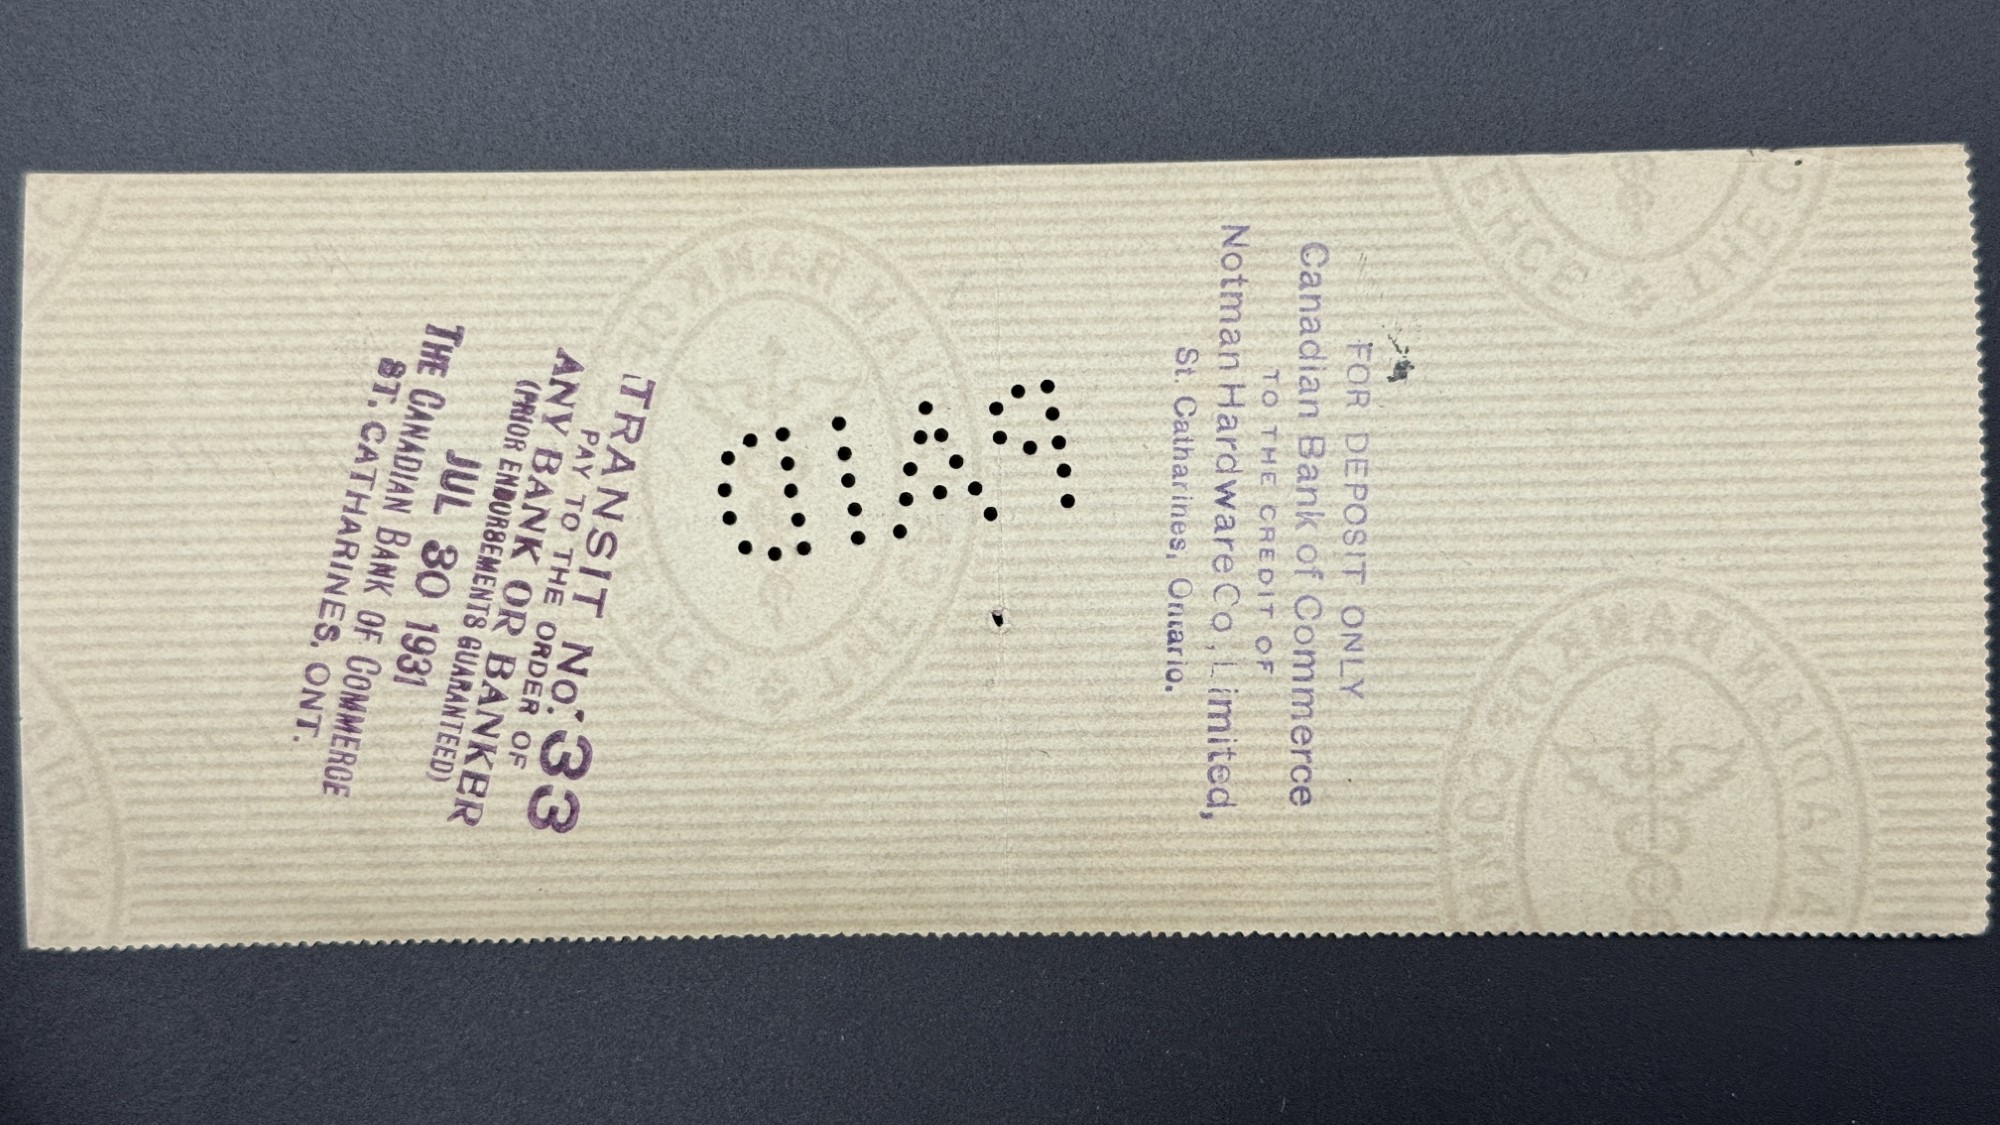 FOR DEPOSIT ONLY
Canadian Bank of Commerce
TO THE CREDIT OF
Notman Hardware Co., Limited,
St. Catharines, Ontario.
PAID
TRANSIT NO. 33
PAY TO THE ORDER OF
ANY BANK OR BANKER
(PRIOR ENDORSEMENTS GUARANTEED)
JUL 30 1931
THE CANADIAN BANK OF COMMERCE
ST. CATHARINES, ONT.